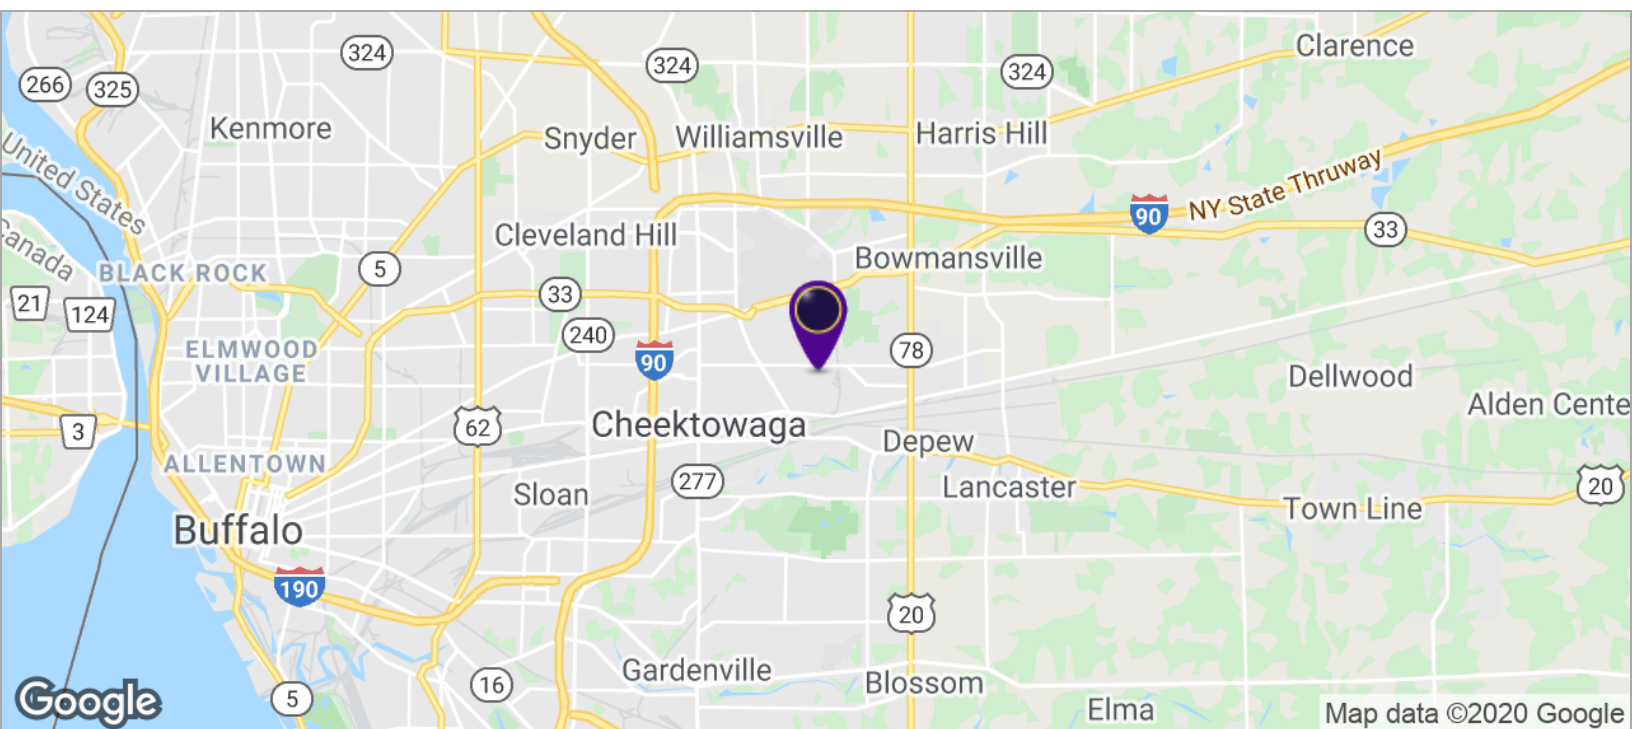 324
Clarence
324
324
266
325
Kenmore
Snyder
Williamsville
Harris Hill
United States
NY State Thruway
90
33
Canada
Cleveland Hill
Bowmansville
BLACK ROCK
5
33
21
124
240
ELMWOOD
VILLAGE
90
78
Dellwood
Alden Cente
3
62
Cheektowaga
Depew
ALLENTOWN
277
Sloan
Lancaster
20
Town Line
Buffalo
190
20
Gardenville
16
Blossom
5
Elma
Google
Map data ©2020 Google